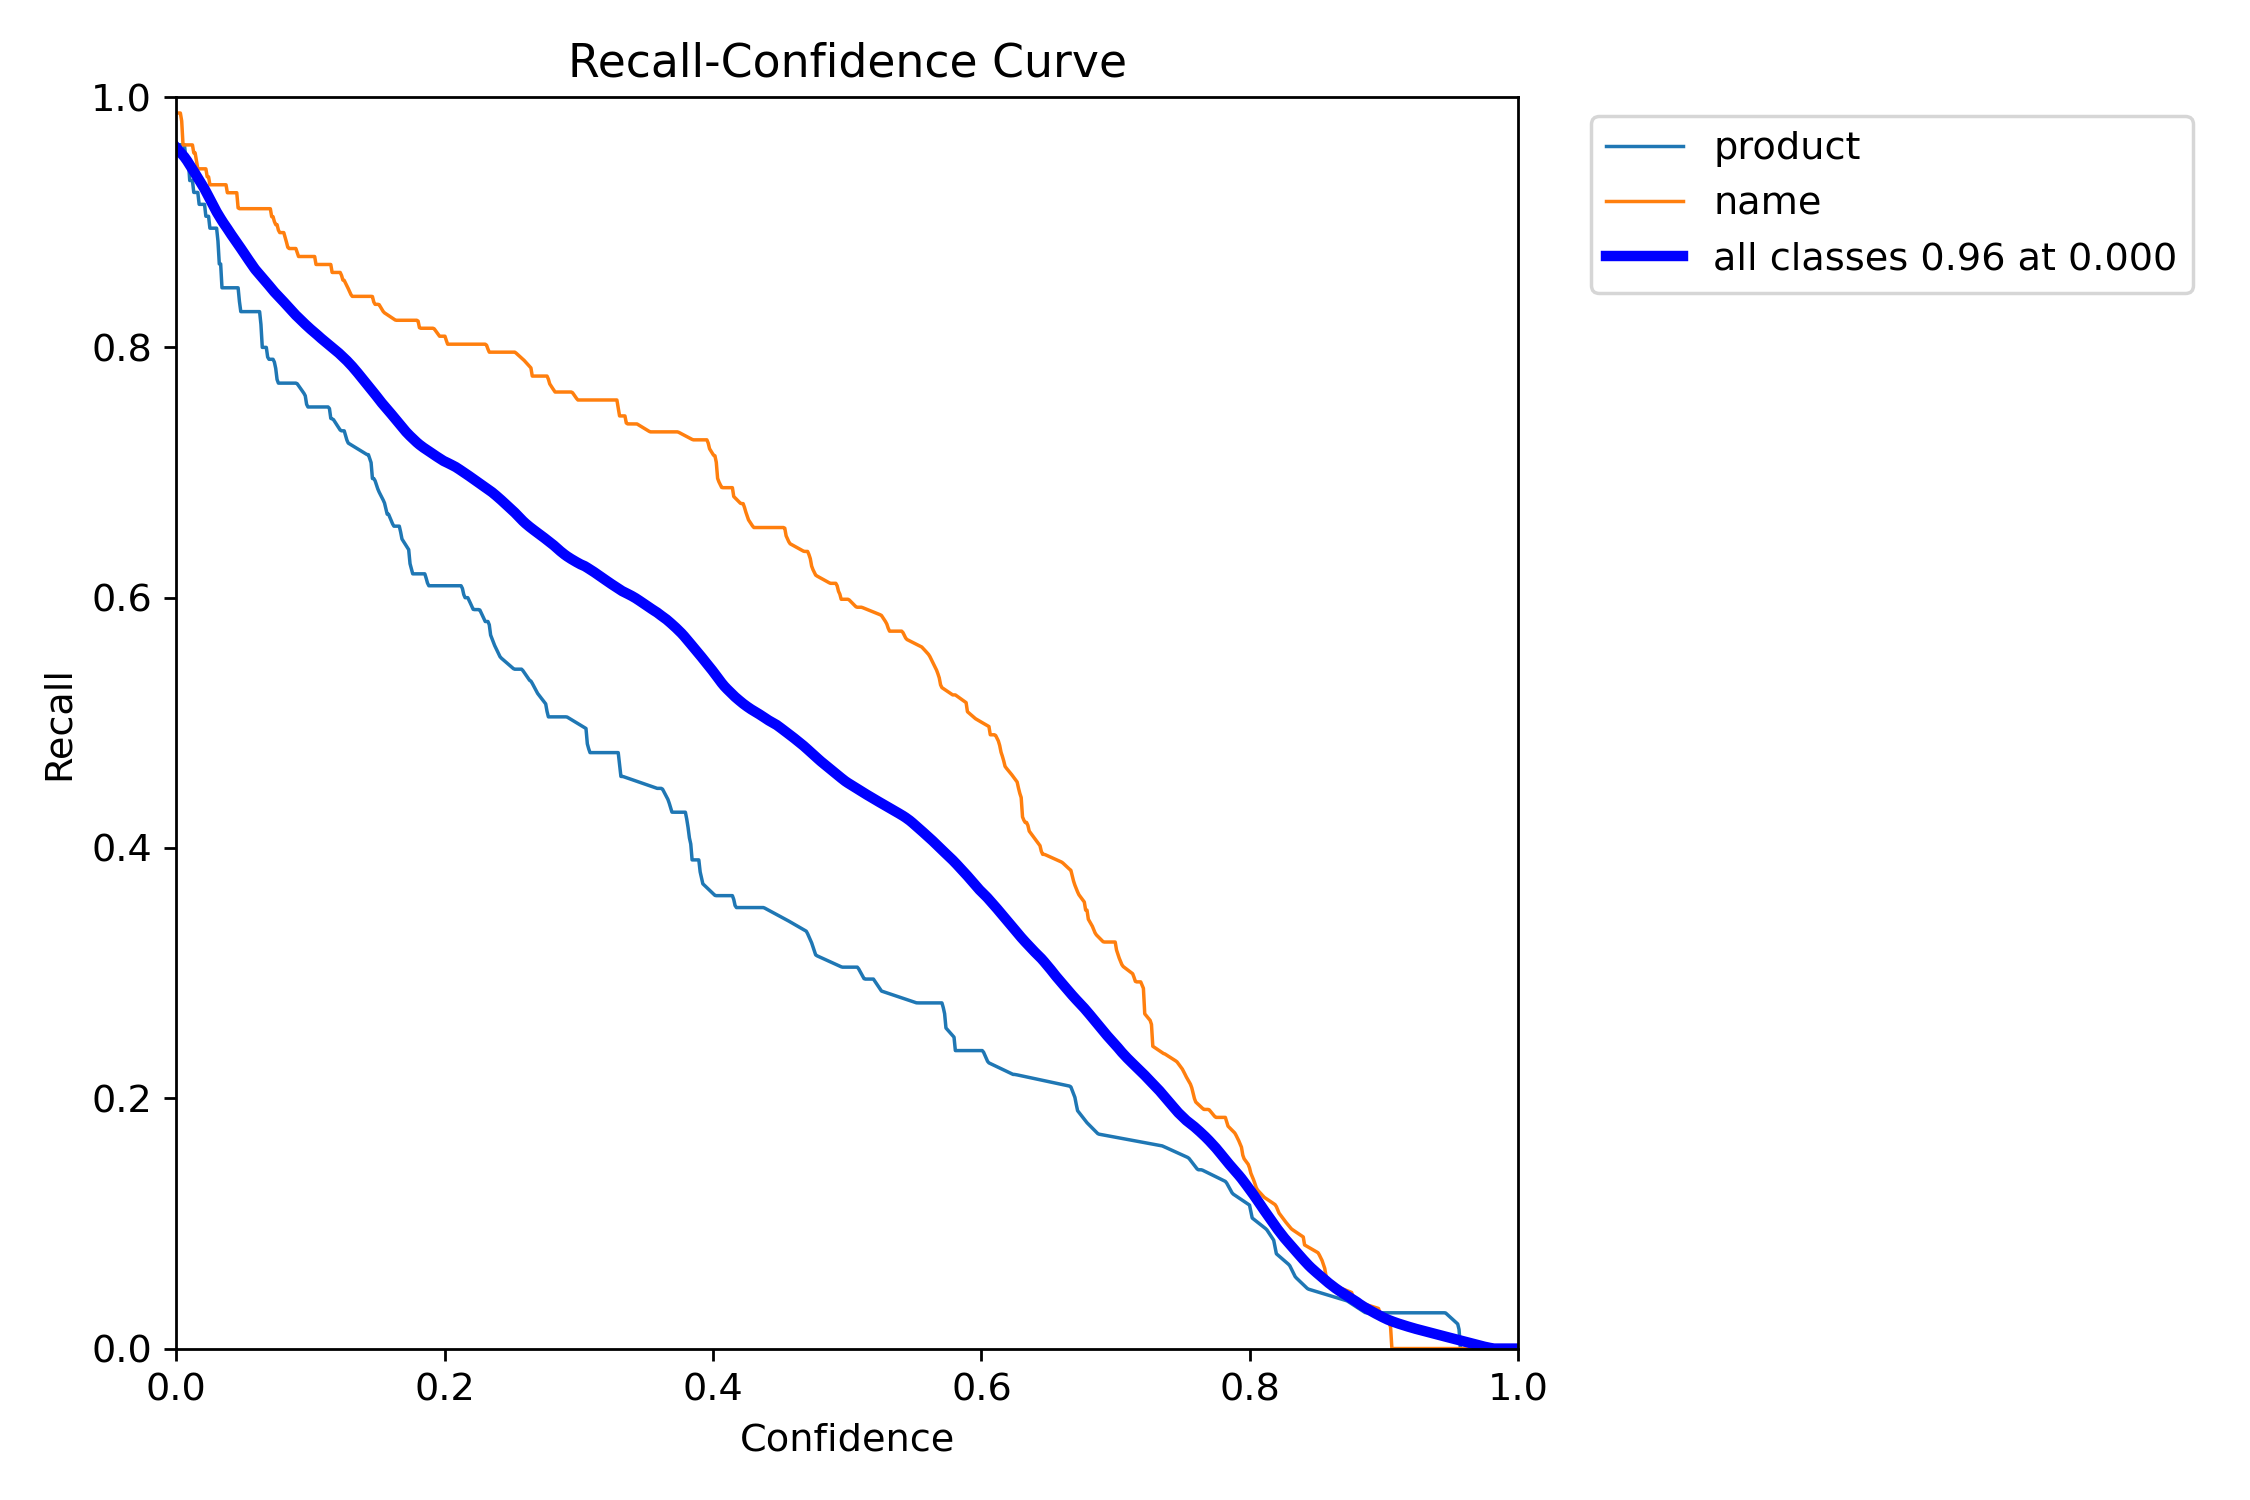 Recall-Confidence Curve
1.0
0.8
0.6
0.4
0.2
0.0
Recall
0.0 0.2 0.4 0.6 0.8 1.0
Confidence
product
name
all classes 0.96 at 0.000